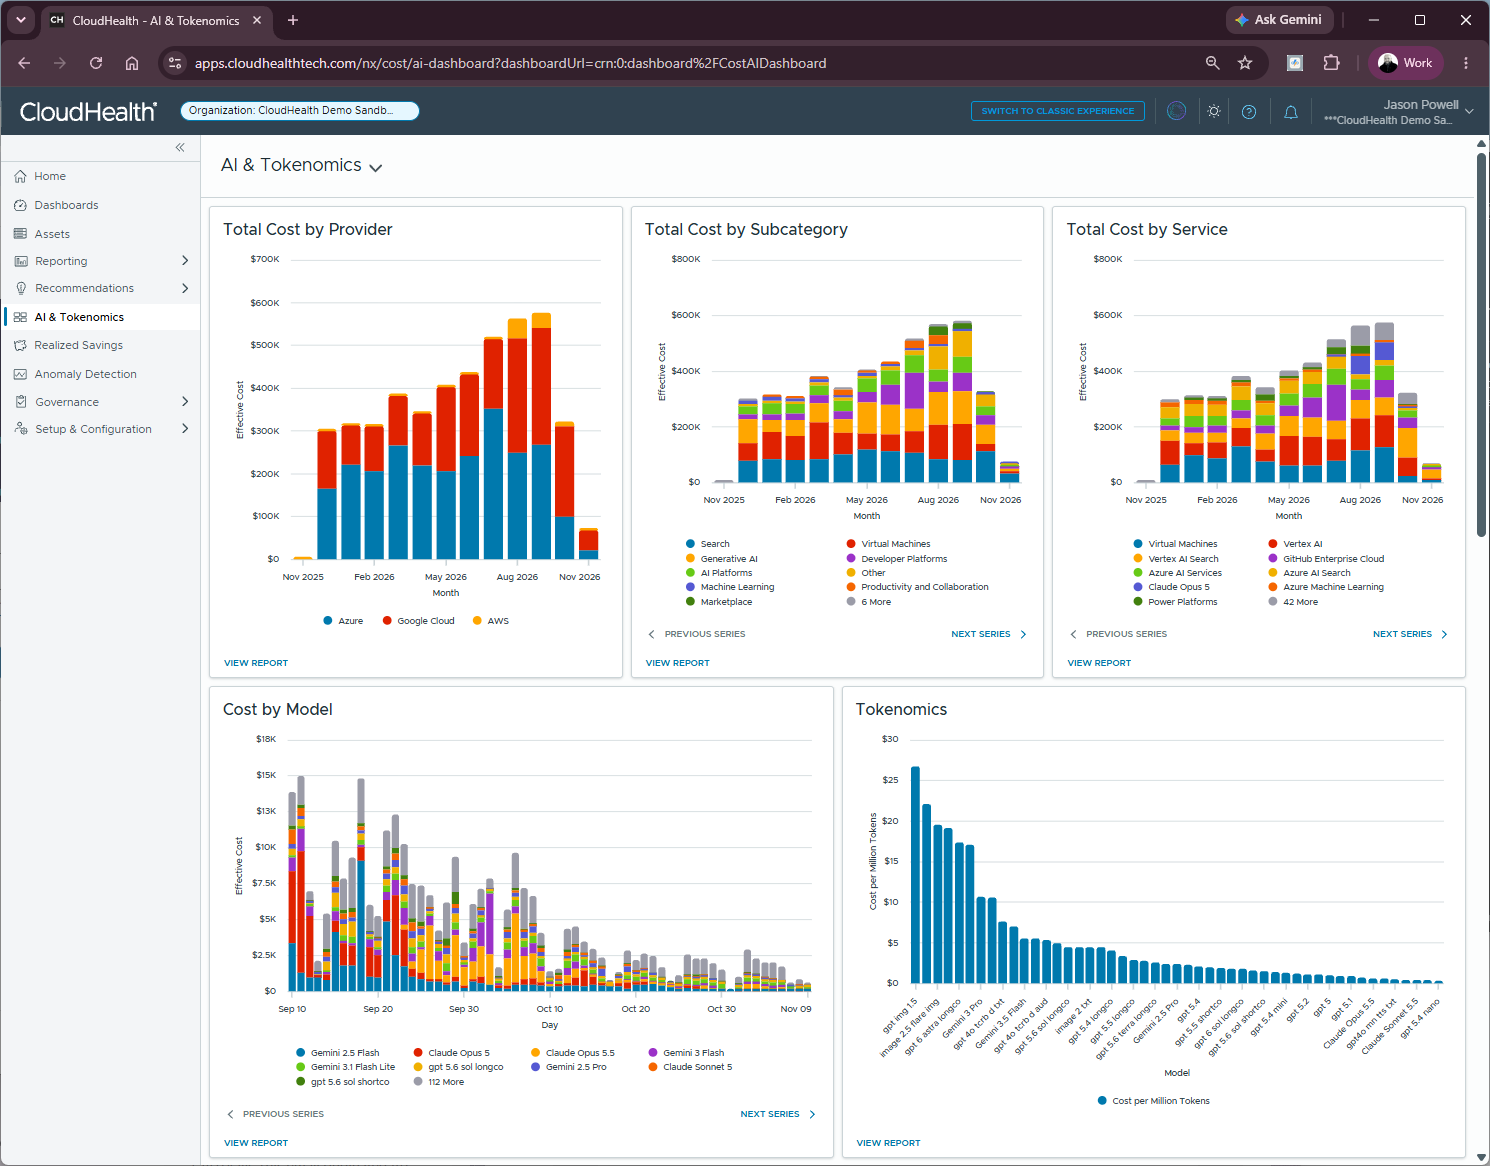 CH CloudHealth - AI & Tokenomics
Ask Gemini
apps.cloudhealthtech.com/nx/cost/ai-dashboard?dashboardUrl=crn:0:dashboard%2FCostAIDashboard
Work
CloudHealth
Organization: CloudHealth Demo Sandb...
SWITCH TO CLASSIC EXPERIENCE
Jason Powell
***CloudHealth Demo Sa...
Home
Dashboards
Assets
Reporting
Recommendations
AI & Tokenomics
Realized Savings
Anomaly Detection
Governance
Setup & Configuration
AI & Tokenomics
Total Cost by Provider
$700K
$600K
$500K
$400K
$300K
$200K
$100K
$0
Effective Cost
Nov 2025 Feb 2026 May 2026 Aug 2026 Nov 2026
Month
Azure Google Cloud AWS
VIEW REPORT
Total Cost by Subcategory
$800K
$600K
$400K
$200K
$0
Effective Cost
Nov 2025 Feb 2026 May 2026 Aug 2026 Nov 2026
Month
Search Virtual Machines
Generative AI Developer Platforms
AI Platforms Other
Machine Learning Productivity and Collaboration
Marketplace 6 More
PREVIOUS SERIES NEXT SERIES
VIEW REPORT
Total Cost by Service
$800K
$600K
$400K
$200K
$0
Effective Cost
Nov 2025 Feb 2026 May 2026 Aug 2026 Nov 2026
Month
Virtual Machines Vertex AI
Vertex AI Search GitHub Enterprise Cloud
Azure AI Services Azure AI Search
Claude Opus 5 Azure Machine Learning
Power Platforms 42 More
PREVIOUS SERIES NEXT SERIES
VIEW REPORT
Cost by Model
$18K
$15K
$13K
$10K
$7.5K
$5K
$2.5K
$0
Effective Cost
Sep 10 Sep 20 Sep 30 Oct 10 Oct 20 Oct 30 Nov 09
Day
Gemini 2.5 Flash Claude Opus 5 Claude Opus 5.5 Gemini 3 Flash
Gemini 3.1 Flash Lite gpt 5.6 sol longco Gemini 2.5 Pro Claude Sonnet 5
gpt 5.6 sol shortco 112 More
PREVIOUS SERIES NEXT SERIES
VIEW REPORT
Tokenomics
$30
$25
$20
$15
$10
$5
$0
Cost per Million Tokens
gpt img 1.5
image 2.5 flare img
gpt 6 astra longco
Gemini 3 Pro
gpt 4o tcrb d txt
Gemini 3.5 Flash
gpt 4o tcrb d aud
gpt 5.6 sol longco
image 2 txt
gpt 5.4 longco
gpt 5.5 longco
gpt 5.6 terra longco
Gemini 2.5 Pro
gpt 5.4
gpt 5.5 shortco
gpt 6 sol longco
gpt 5.6 sol shortco
gpt 5.4 mini
gpt 5.2
gpt 5
gpt 5.1
Claude Opus 5.5
gpt4o mn tts txt
Claude Sonnet 5.5
gpt 5.4 nano
Model
Cost per Million Tokens
VIEW REPORT